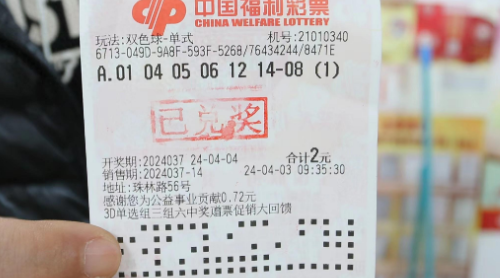 中国福利彩票
CHINA WELFARE LOTTERY
玩法:双色球-单式 机号:21010340
6713-049D-9A8F-593F-5268/76434244/8471E
A.01 04 05 06 12 14-08 (1)
已兑奖
开奖期:2024037 24-04-04 合计2元
销售期:2024037-14 24-04-03 09:35:30
地址:珠林路56号
感谢您为公益事业贡献0.72元
3D单选组三组六中奖道票促销大回馈